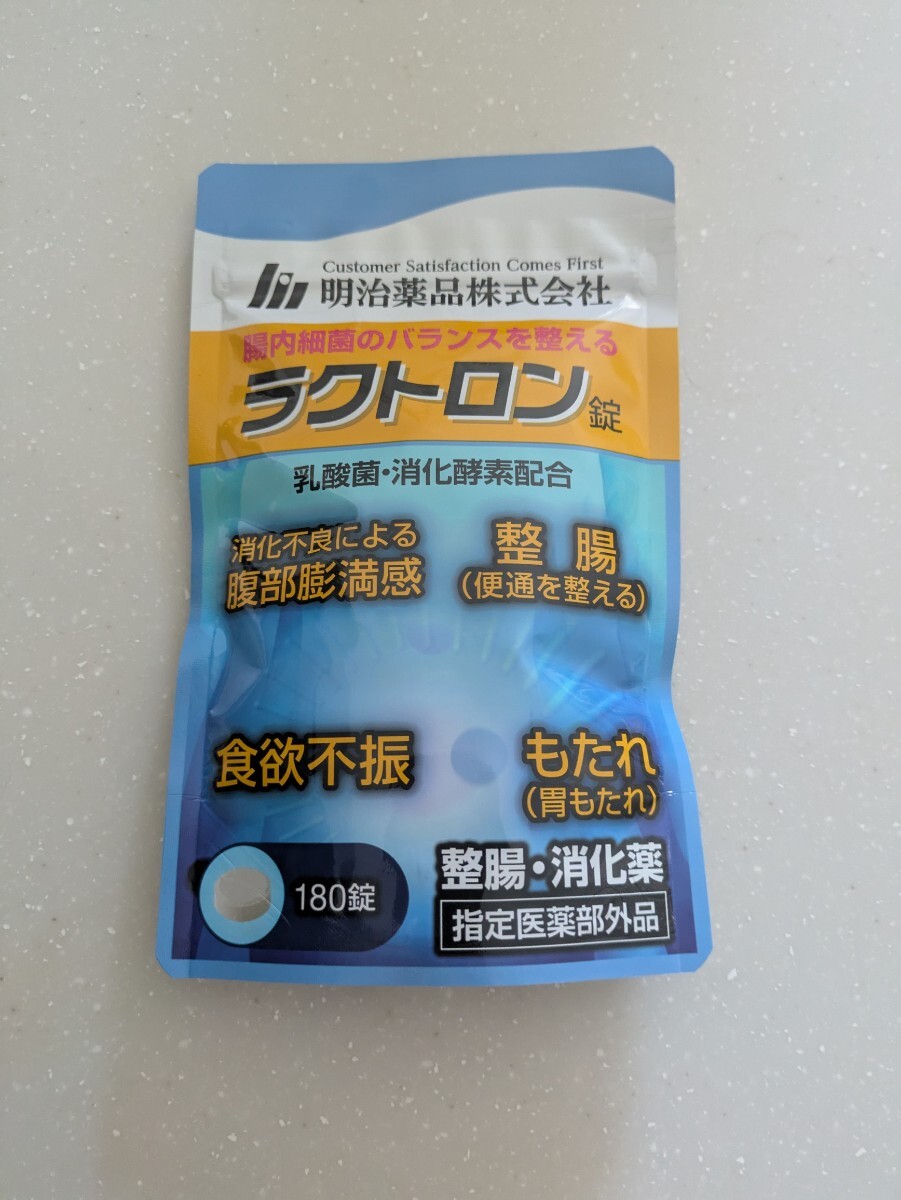 Customer Satisfaction Comes First
明治薬品株式会社
腸内細菌のバランスを整える
ラクトロン錠
乳酸菌・消化酵素配合
消化不良による
腹部膨満感
整腸
(便通を整える)
食欲不振
もたれ
(胃もたれ)
180錠
整腸・消化薬
指定医薬部外品